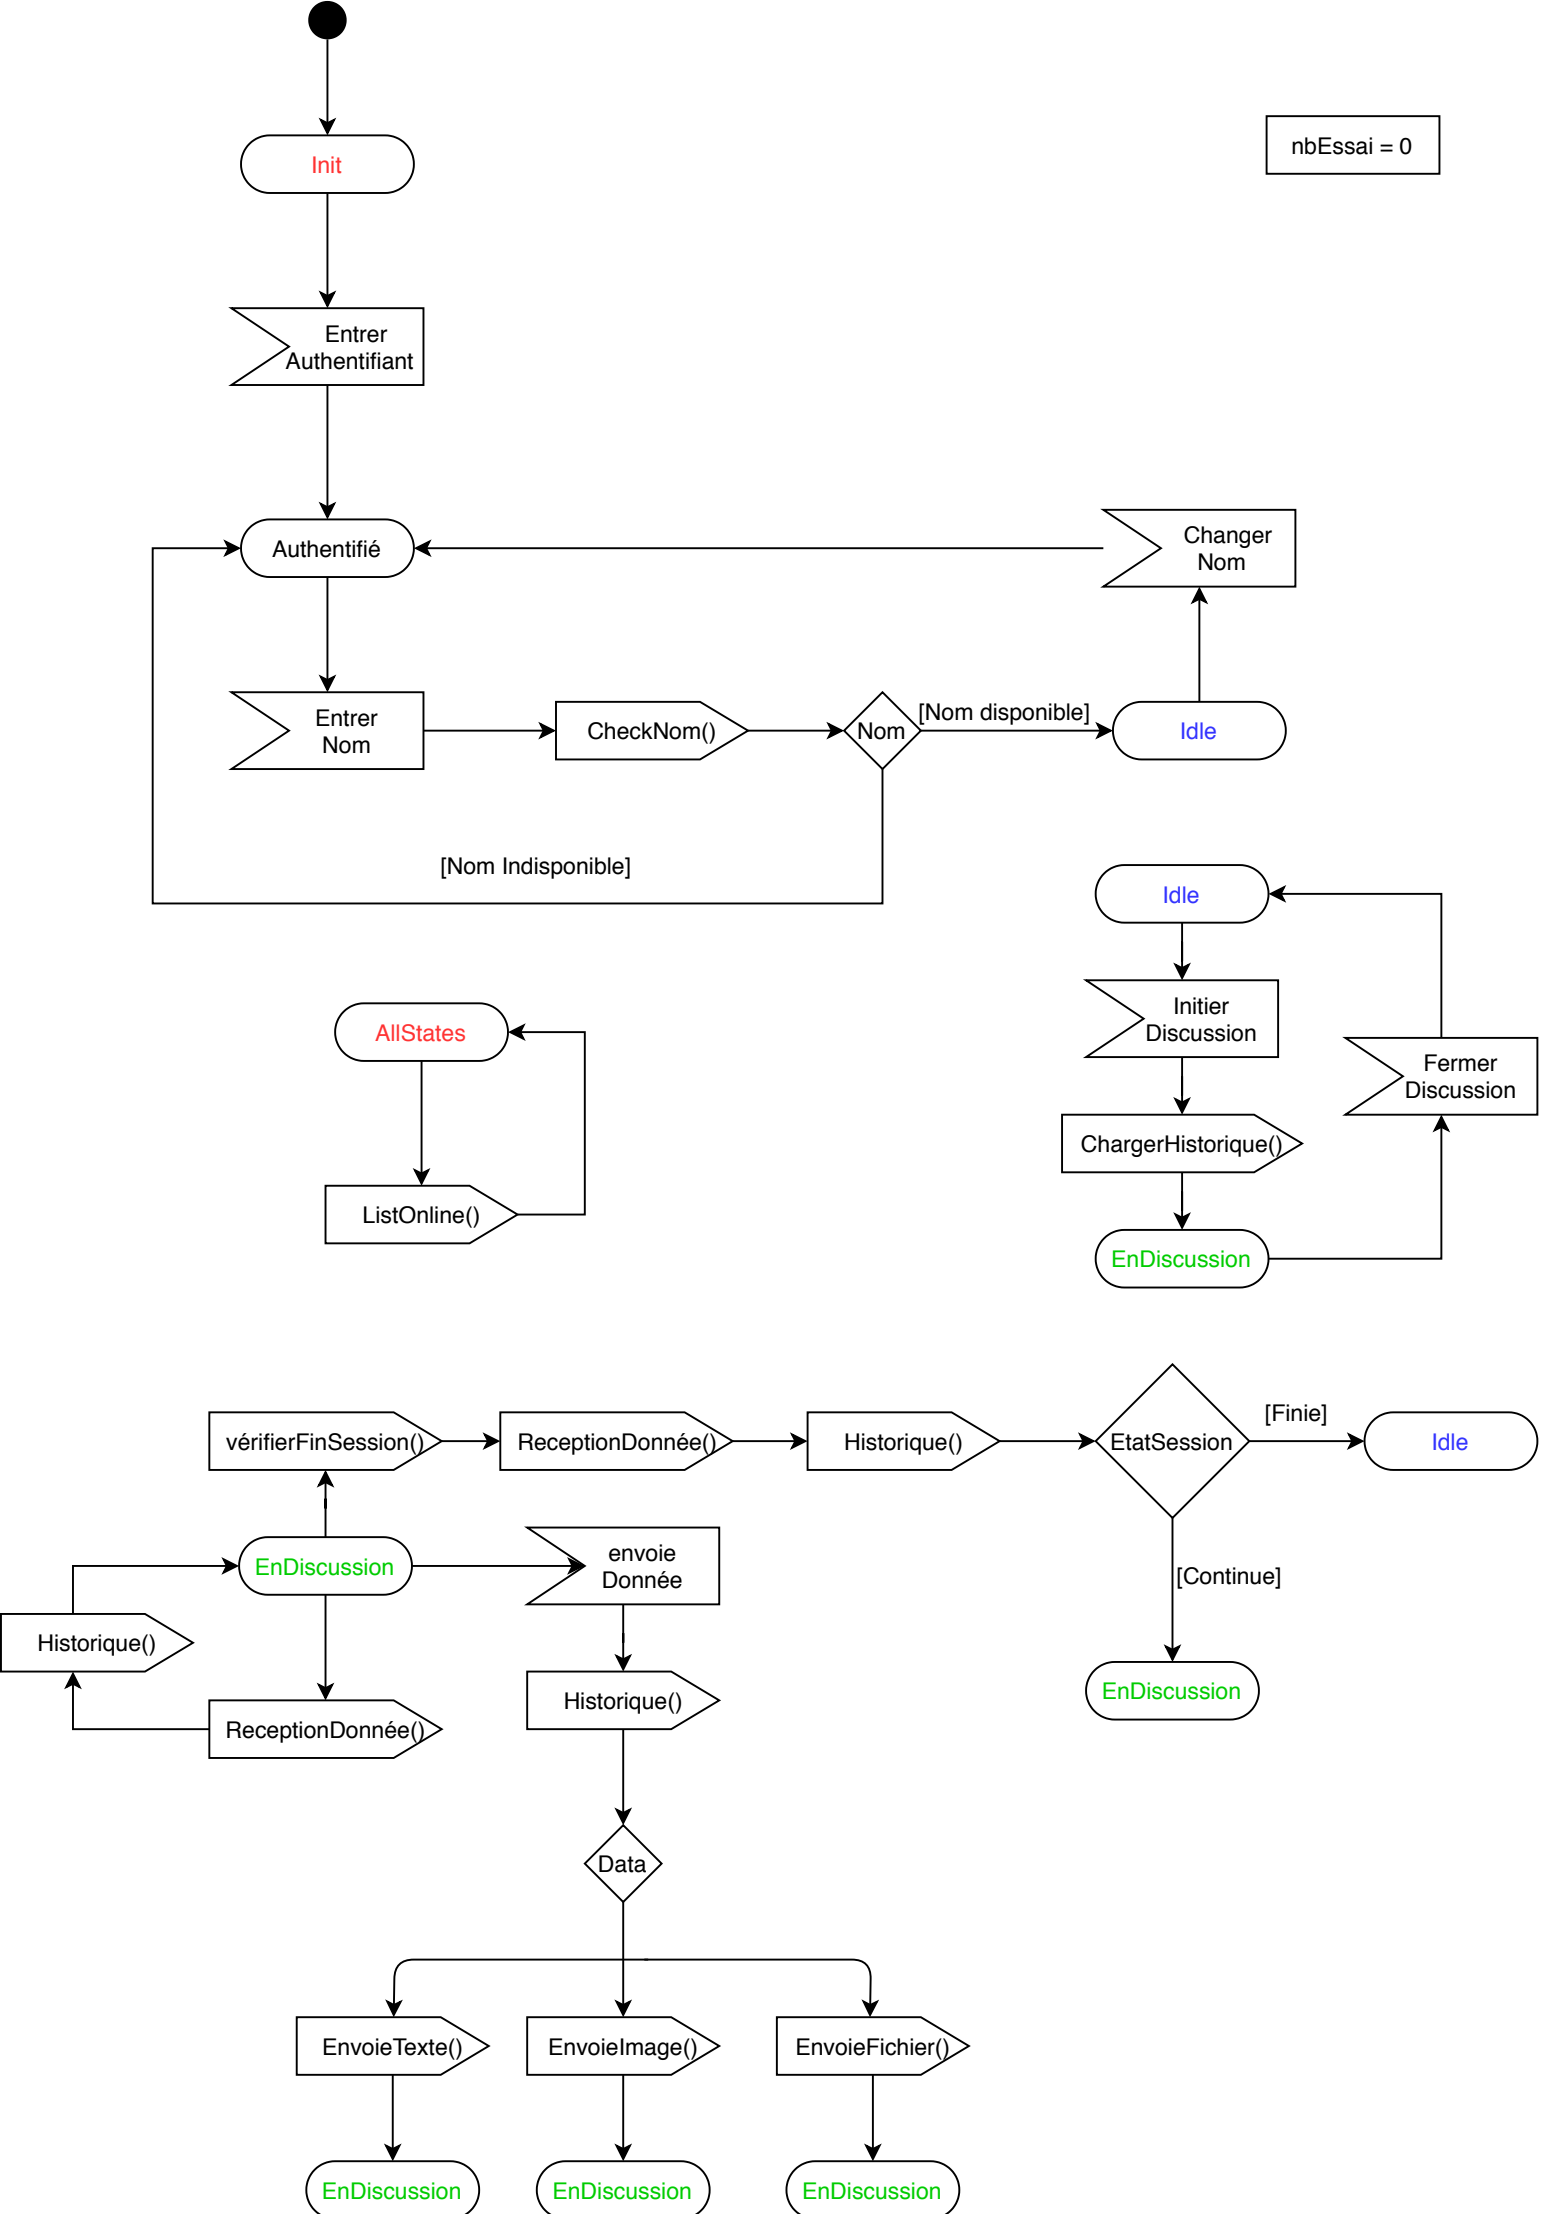 Init
nbEssai = 0
Entrer
Authentifiant
Authentifié
Changer
Nom
Entrer
Nom
CheckNom()
Nom
[Nom disponible]
Idle
[Nom Indisponible]
Idle
AllStates
Initier
Discussion
Fermer
Discussion
ChargerHistorique()
ListOnline()
EnDiscussion
[Finie]
vérifierFinSession()
ReceptionDonnée()
Historique()
EtatSession
Idle
EnDiscussion
envoie
Donnée
[Continue]
Historique()
EnDiscussion
Historique()
ReceptionDonnée()
Data
EnvoieTexte()
EnvoieImage()
EnvoieFichier()
EnDiscussion
EnDiscussion
EnDiscussion